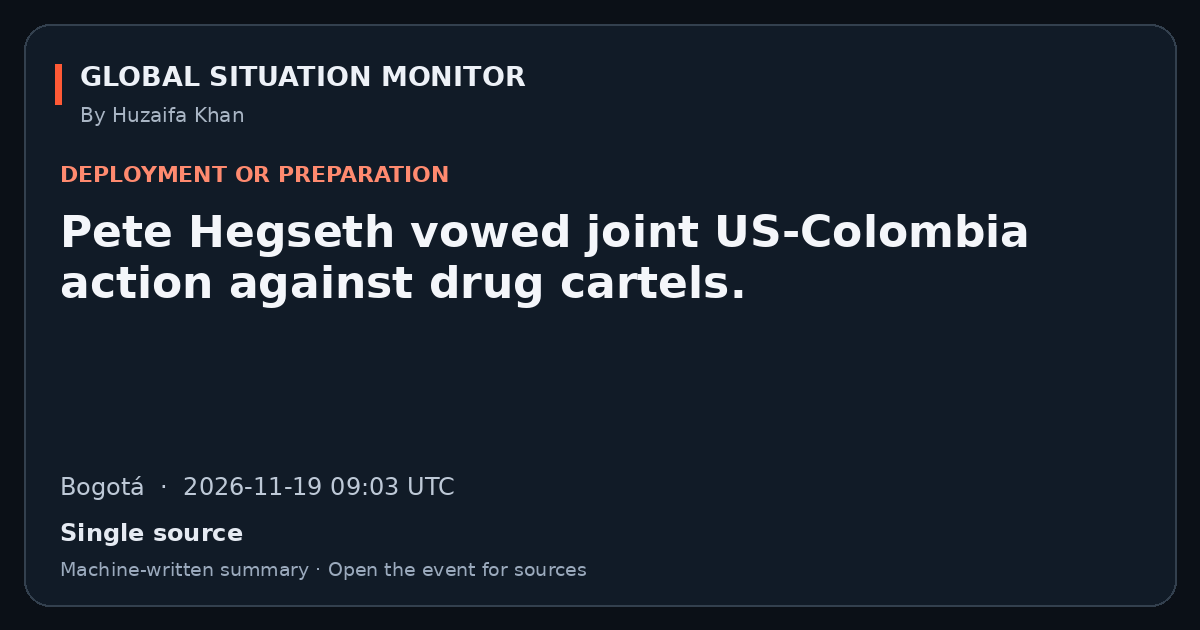 GLOBAL SITUATION MONITOR
By Huzaifa Khan
DEPLOYMENT OR PREPARATION
Pete Hegseth vowed joint US-Colombia
action against drug cartels.
Bogotá · 2026-11-19 09:03 UTC
Single source
Machine-written summary · Open the event for sources